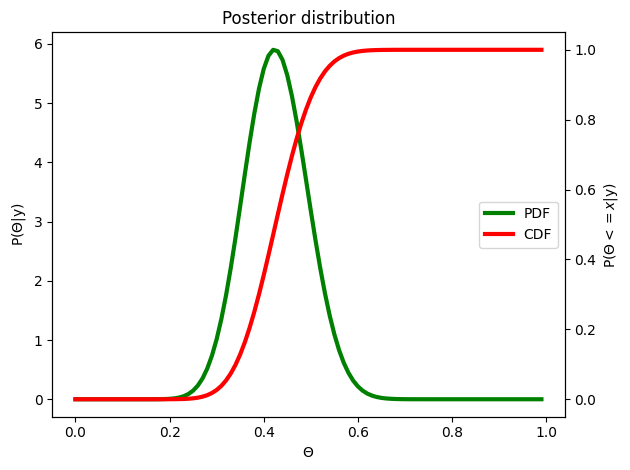 Posterior distribution
6
5
4
3
2
1
0
P(Θ|y)
1.0
0.8
0.6
0.4
0.2
0.0
P(Θ <= x|y)
PDF
CDF
0.0 0.2 0.4 0.6 0.8 1.0
Θ